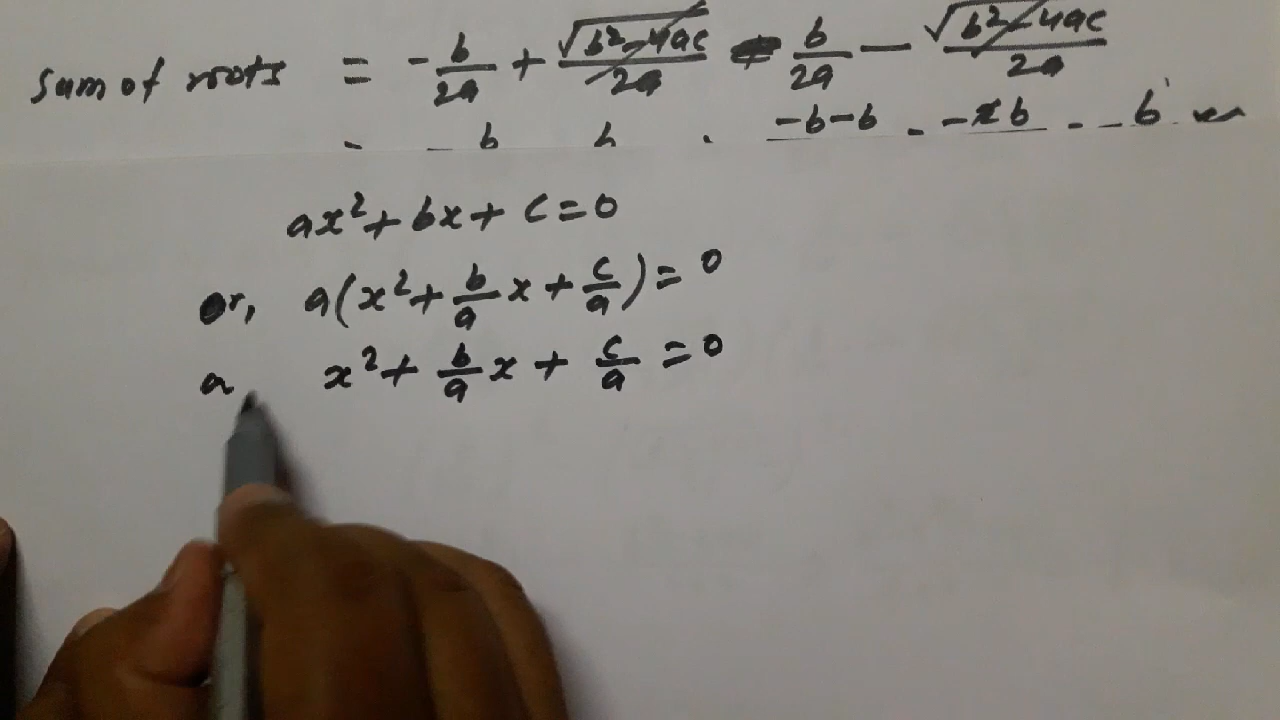 Sum of roots = - b/2a + √(b²-4ac)/2a - b/2a - √(b²-4ac)/2a
-b-b -2b - b
ax² + bx + c = 0
or, a(x² + b/a x + c/a) = 0
x² + b/a x + c/a = 0